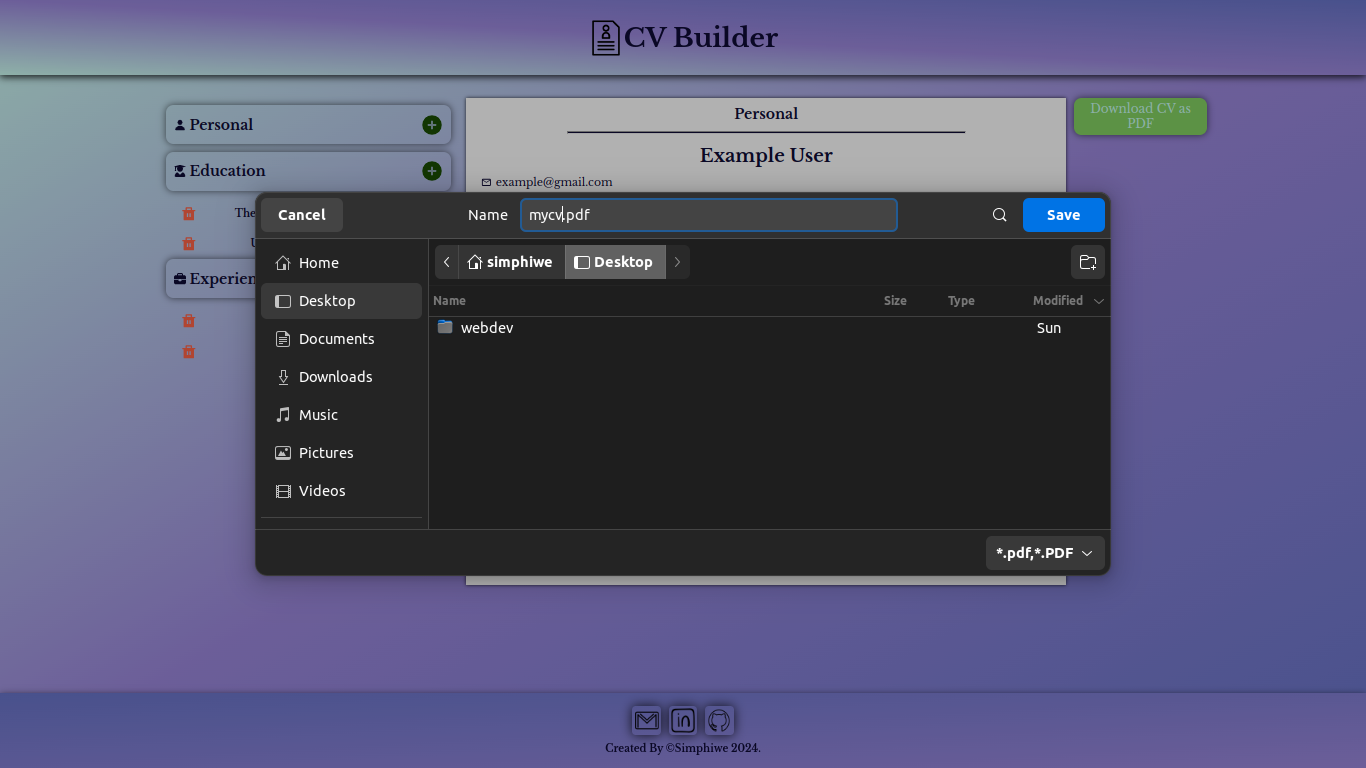 CV Builder
Personal
Education
The
U
Experien
Personal
Example User
example@gmail.com
Download CV as
PDF
Cancel
Name
mycv.pdf
Save
Home
Desktop
Documents
Downloads
Music
Pictures
Videos
simphiwe
Desktop
Name
Size
Type
Modified
webdev
Sun
*.pdf,*.PDF
Created By ©Simphiwe 2024.